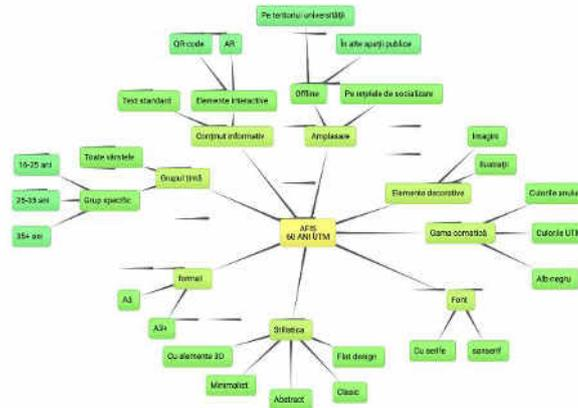 Pe teritoriul universității
QR-code
AR
În alte spații publice
Text standard
Elemente interactive
Offline
Pe rețelele de socializare
Conținut informativ
Amplasare
Imagini
Ilustrații
Toate vârstele
16-25 ani
Grupul țintă
Elemente decorative
Culorile
25-35 ani
Grup specific
35+ ani
AFIȘ
60 ANI UTM
Gama cromatică
Culorile UTM
Alb-negru
format
A3
A3+
Font
Stilistica
Cu elemente 3D
Flat design
Cu serife
sanserif
Minimalist
Abstract
Clasic